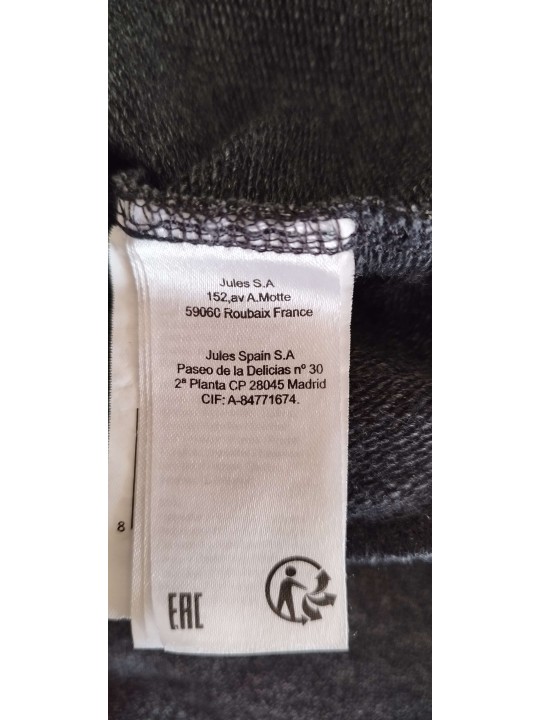 Jules S.A
152,av A.Motte
59060 Roubaix France
Jules Spain S.A
Paseo de la Delicias nº 30
2ª Planta CP 28045 Madrid
CIF: A-84771674.
8
EAC